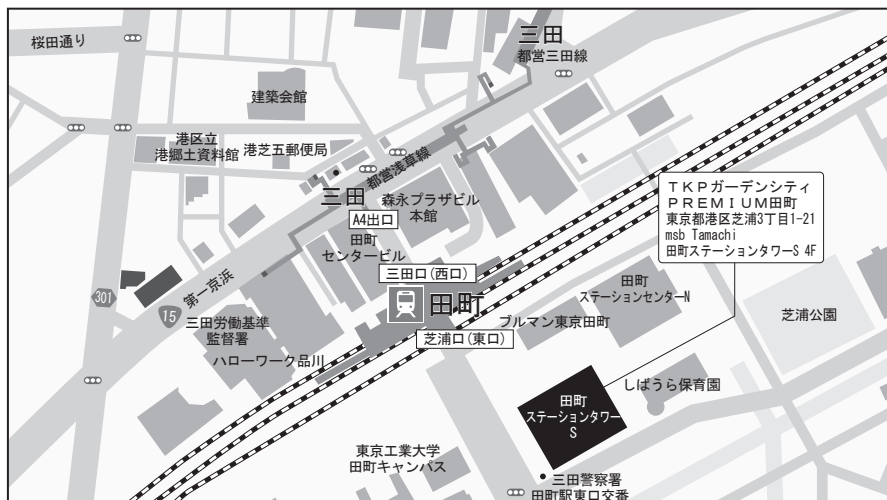 三田
都営三田線
桜田通り
建築会館
港区立
港郷土資料館
港芝五郵便局
都営浅草線
三田
A4出口
森永プラザビル
本館
田町
センタービル
三田口(西口)
田町
芝浦口(東口)
第一京浜
301
15
三田労働基準
監督署
ハローワーク品川
TKPガーデンシティ
PREMIUM田町
東京都港区芝浦3丁目1-21
msb Tamachi
田町ステーションタワーS 4F
田町
ステーションセンターN
プルマン東京田町
芝浦公園
しばうら保育園
田町
ステーションタワー
S
東京工業大学
田町キャンパス
三田警察署
田町駅東口交番